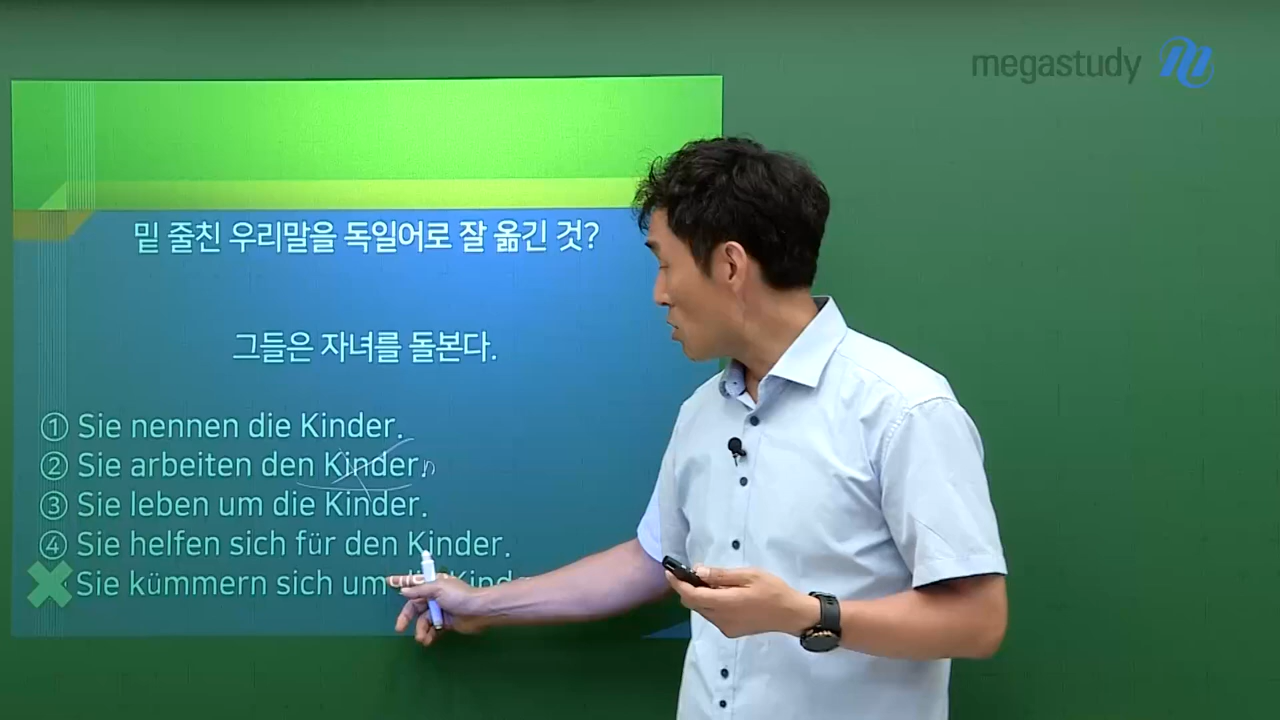 megastudy
밑 줄친 우리말을 독일어로 잘 옮긴 것?
그들은 자녀를 돌본다.
① Sie nennen die Kinder.
② Sie arbeiten den Kinder. n
③ Sie leben um die Kinder.
④ Sie helfen sich für den Kinder.
Sie kümmern sich um